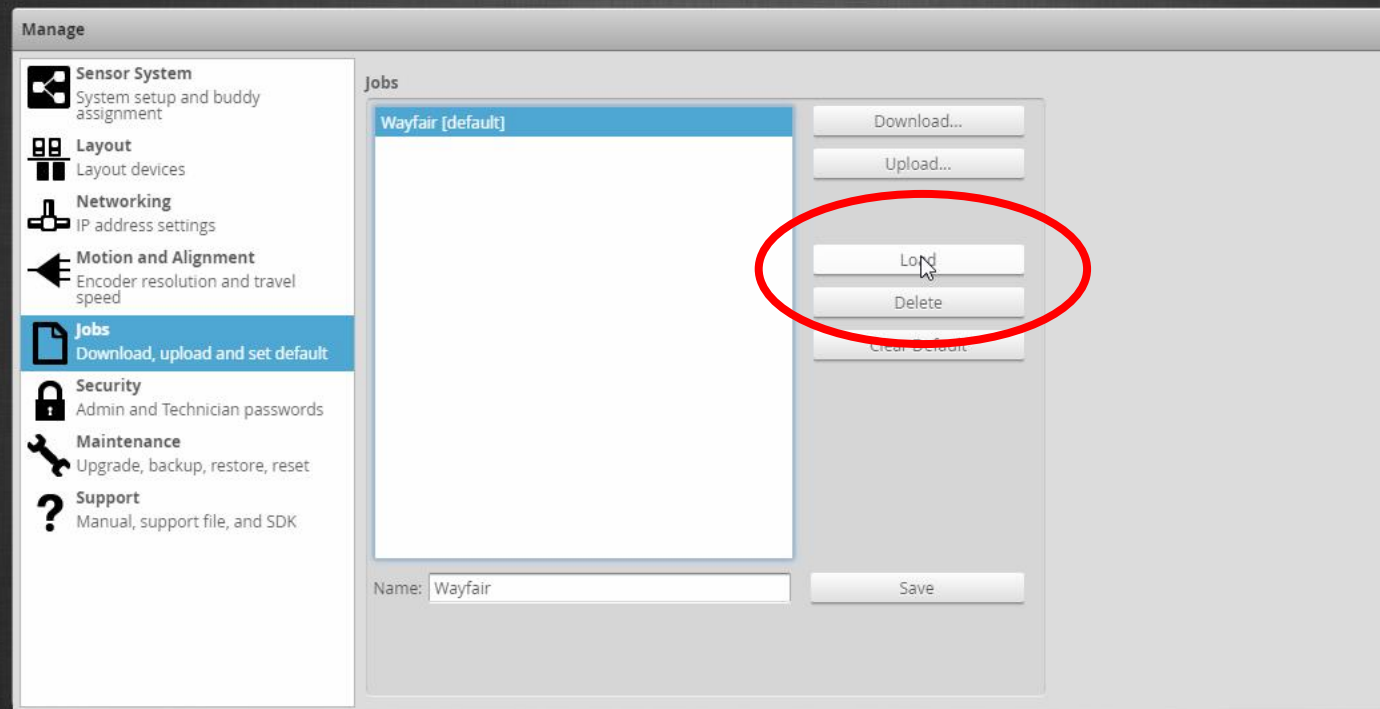 Manage
Sensor System
System setup and buddy
assignment
Layout
Layout devices
Networking
IP address settings
Motion and Alignment
Encoder resolution and travel
speed
Jobs
Download, upload and set default
Security
Admin and Technician passwords
Maintenance
Upgrade, backup, restore, reset
Support
Manual, support file, and SDK
Jobs
Wayfair [default]
Download...
Upload...
Load
Delete
Clear Default
Name: Wayfair
Save